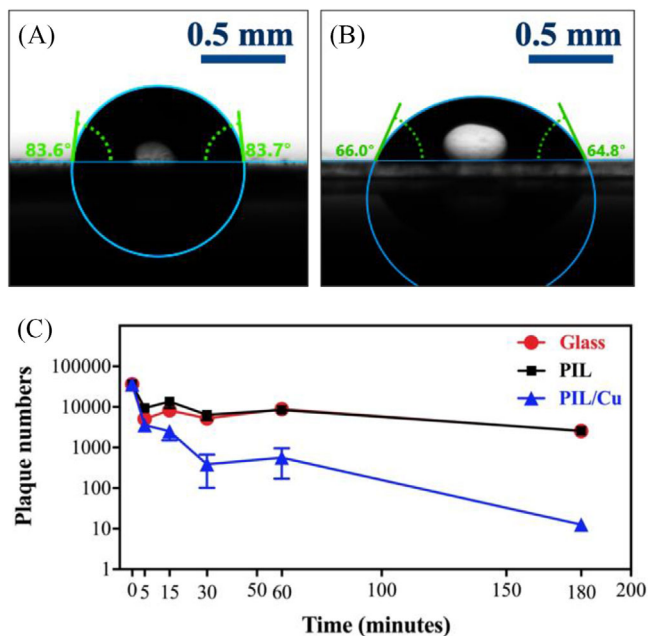 (A)
0.5 mm
83.6°
83.7°
(B)
0.5 mm
66.0°
64.8°
(C)
Plaque numbers
100000
10000
1000
100
10
1
Glass
PIL
PIL/Cu
0 5 15 30 50 60 100 150 180 200
Time (minutes)